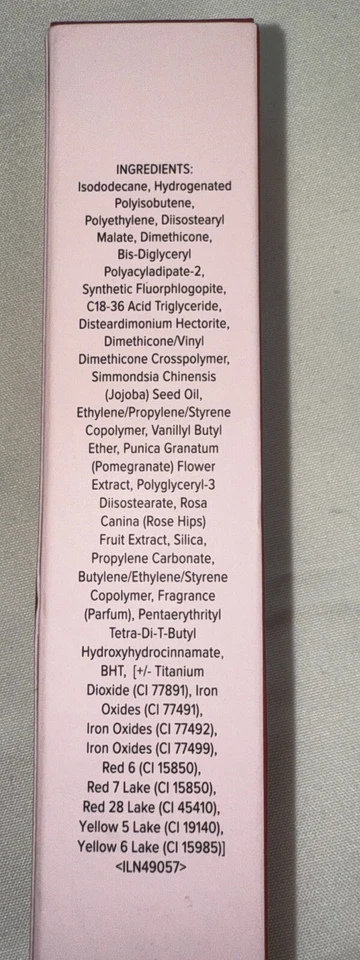 INGREDIENTS:
Isododecane, Hydrogenated
Polyisobutene,
Polyethylene, Diisostearyl
Malate, Dimethicone,
Bis-Diglyceryl
Polyacyladipate-2,
Synthetic Fluorphlogopite,
C18-36 Acid Triglyceride,
Disteardimonium Hectorite,
Dimethicone/Vinyl
Dimethicone Crosspolymer,
Simmondsia Chinensis
(Jojoba) Seed Oil,
Ethylene/Propylene/Styrene
Copolymer, Vanillyl Butyl
Ether, Punica Granatum
(Pomegranate) Flower
Extract, Polyglyceryl-3
Diisostearate, Rosa
Canina (Rose Hips)
Fruit Extract, Silica,
Propylene Carbonate,
Butylene/Ethylene/Styrene
Copolymer, Fragrance
(Parfum), Pentaerythrityl
Tetra-Di-T-Butyl
Hydroxyhydrocinnamate,
BHT, [+/- Titanium
Dioxide (CI 77891), Iron
Oxides (CI 77491),
Iron Oxides (CI 77492),
Iron Oxides (CI 77499),
Red 6 (CI 15850),
Red 7 Lake (CI 15850),
Red 28 Lake (CI 45410),
Yellow 5 Lake (CI 19140),
Yellow 6 Lake (CI 15985)]
<ILN49057>